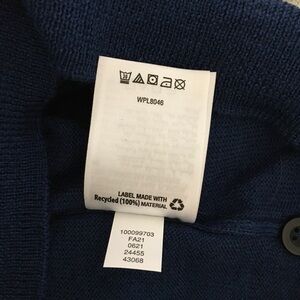 WPL8046
LABEL MADE WITH
Recycled (100%) MATERIAL
100099703
FA21
0621
24455
43068